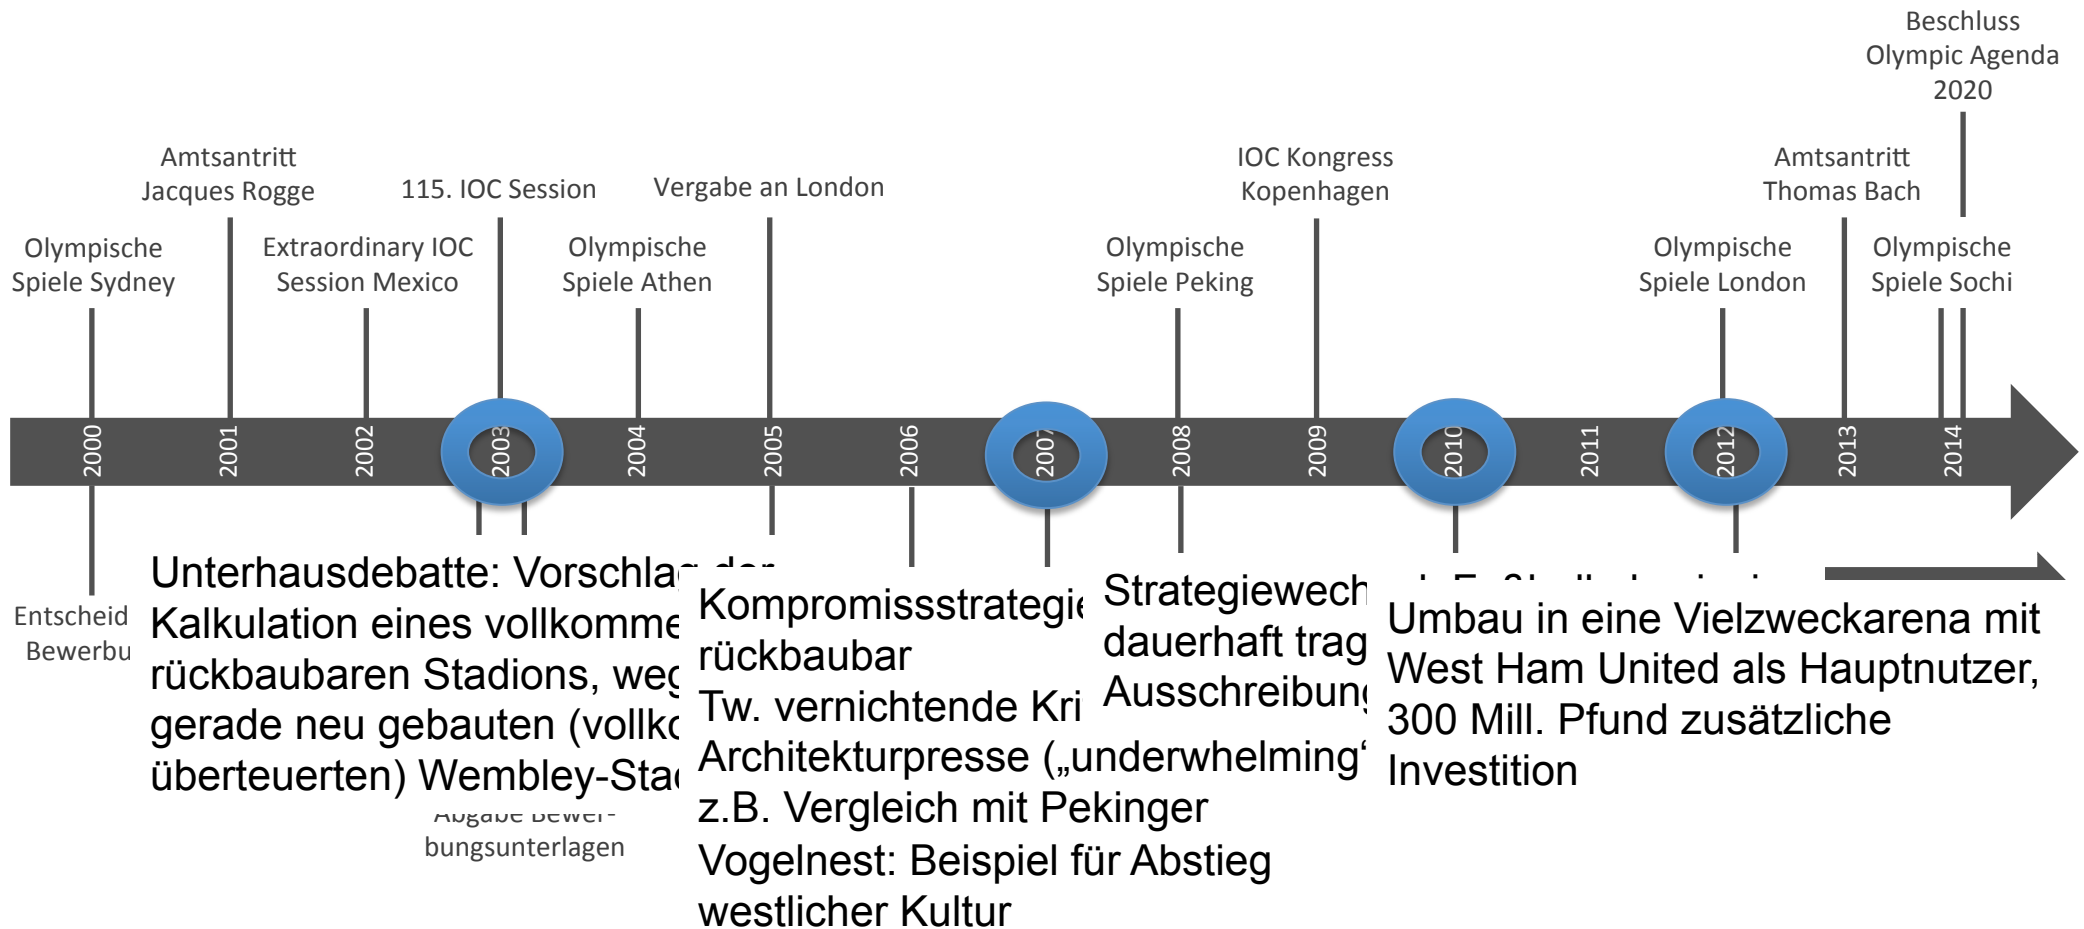 Beschluss
Olympic Agenda
2020
Amtsantritt
Jacques Rogge
115. IOC Session
Vergabe an London
IOC Kongress
Kopenhagen
Amtsantritt
Thomas Bach
Olympische
Spiele Sydney
Extraordinary IOC
Session Mexico
Olympische
Spiele Athen
Olympische
Spiele Peking
Olympische
Spiele London
Olympische
Spiele Sochi
2000
2001
2002
2003
2004
2005
2006
2007
2008
2009
2010
2011
2012
2013
2014
Entscheid
Bewerbu
Unterhausdebatte: Vorschlag der
Kalkulation eines vollkomme
rückbaubaren Stadions, weg
gerade neu gebauten (vollko
überteuerten) Wembley-Stad
Abgabe Bewer-
bungsunterlagen
Kompromissstrategie
rückbaubar
Tw. vernichtende Kri
Architekturpresse („underwhelming“
z.B. Vergleich mit Pekinger
Vogelnest: Beispiel für Abstieg
westlicher Kultur
Strategiewech
dauerhaft trag
Ausschreibung
Umbau in eine Vielzweckarena mit
West Ham United als Hauptnutzer,
300 Mill. Pfund zusätzliche
Investition